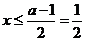 x ≤ (a−1)/2 = 1/2